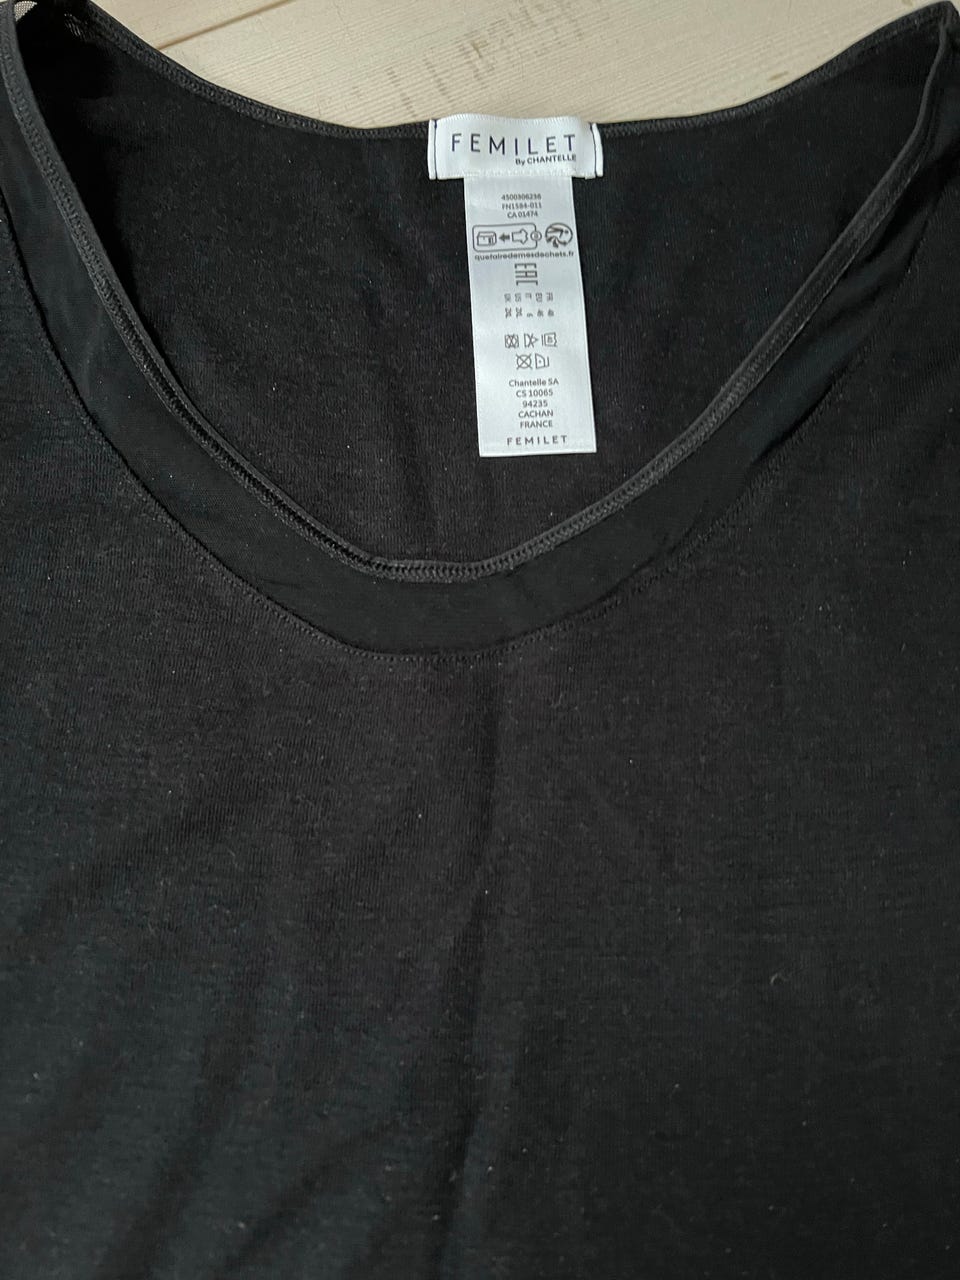 FEMILET
By CHANTELLE
4500306236
FN1584-011
CA 01474
quefairedemesdechets.fr
EAC
Chantelle SA
CS 10065
94235
CACHAN
FRANCE
FEMILET